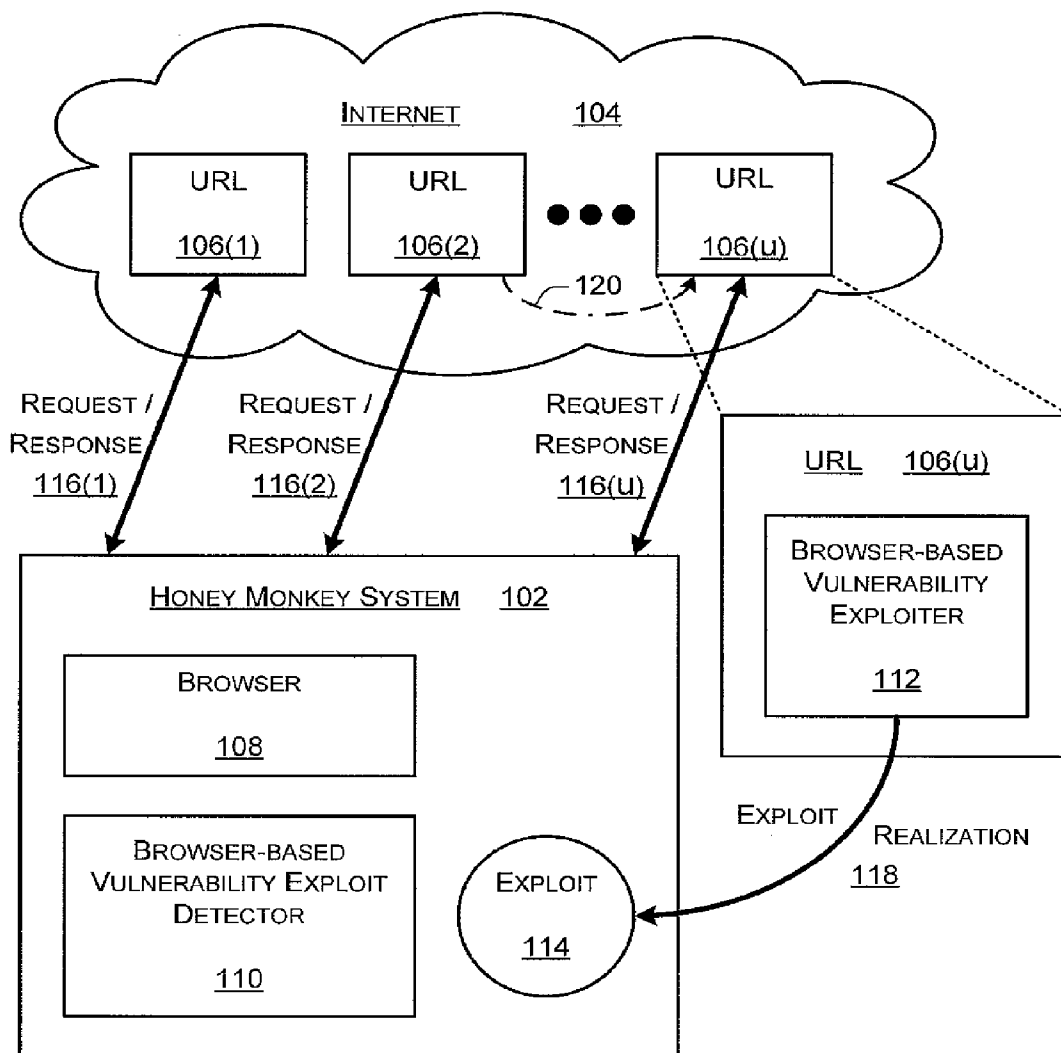 INTERNET 104
URL
106(1)
URL
106(2)
URL
106(u)
120
REQUEST /
RESPONSE
116(1)
REQUEST /
RESPONSE
116(2)
REQUEST /
RESPONSE
116(u)
URL 106(u)
BROWSER-BASED
VULNERABILITY
EXPLOITER
112
HONEY MONKEY SYSTEM 102
BROWSER
108
BROWSER-BASED
VULNERABILITY EXPLOIT
DETECTOR
110
EXPLOIT
114
EXPLOIT
REALIZATION
118